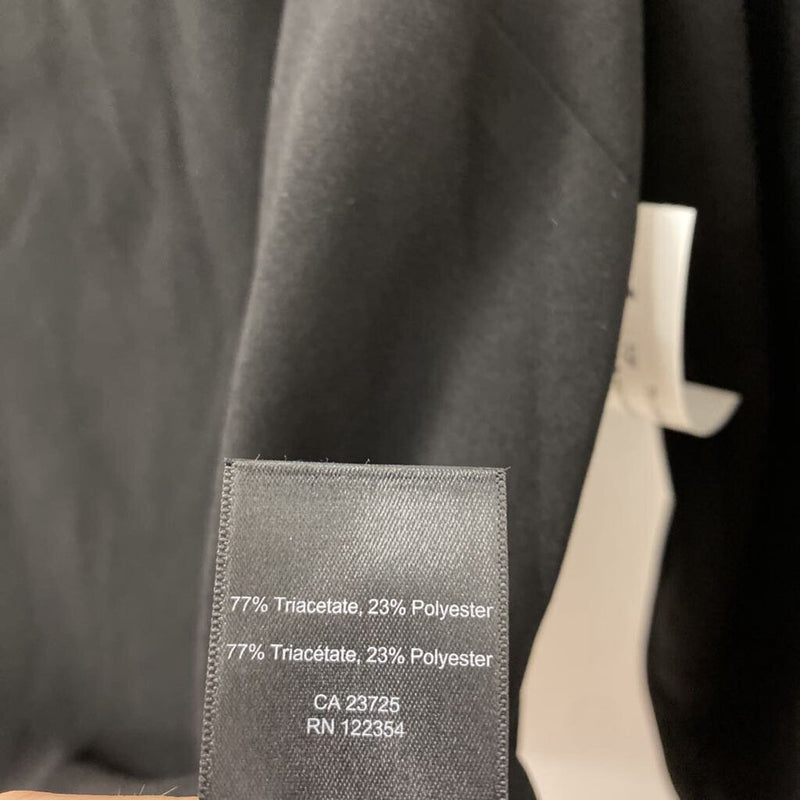 77% Triacetate, 23% Polyester
77% Triacétate, 23% Polyester
CA 23725
RN 122354